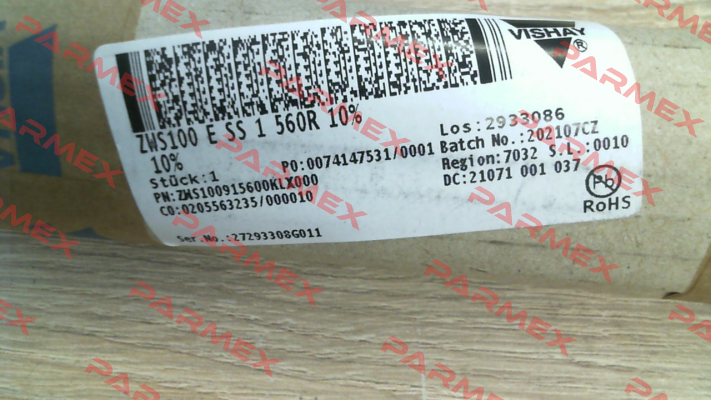 VISHAY
®
ZWS100 E SS 1 560R 10%
10%
Stück:1
PO:0074147531/0001
PN:ZWS100915600KLX000
CO:0205563235/000010
Los:2933086
Batch No.:202107CZ
Region:7032 S.L.:0010
DC:21071 001 037
Pb
RoHS
Ser.No.:27293308G011
PARMEX